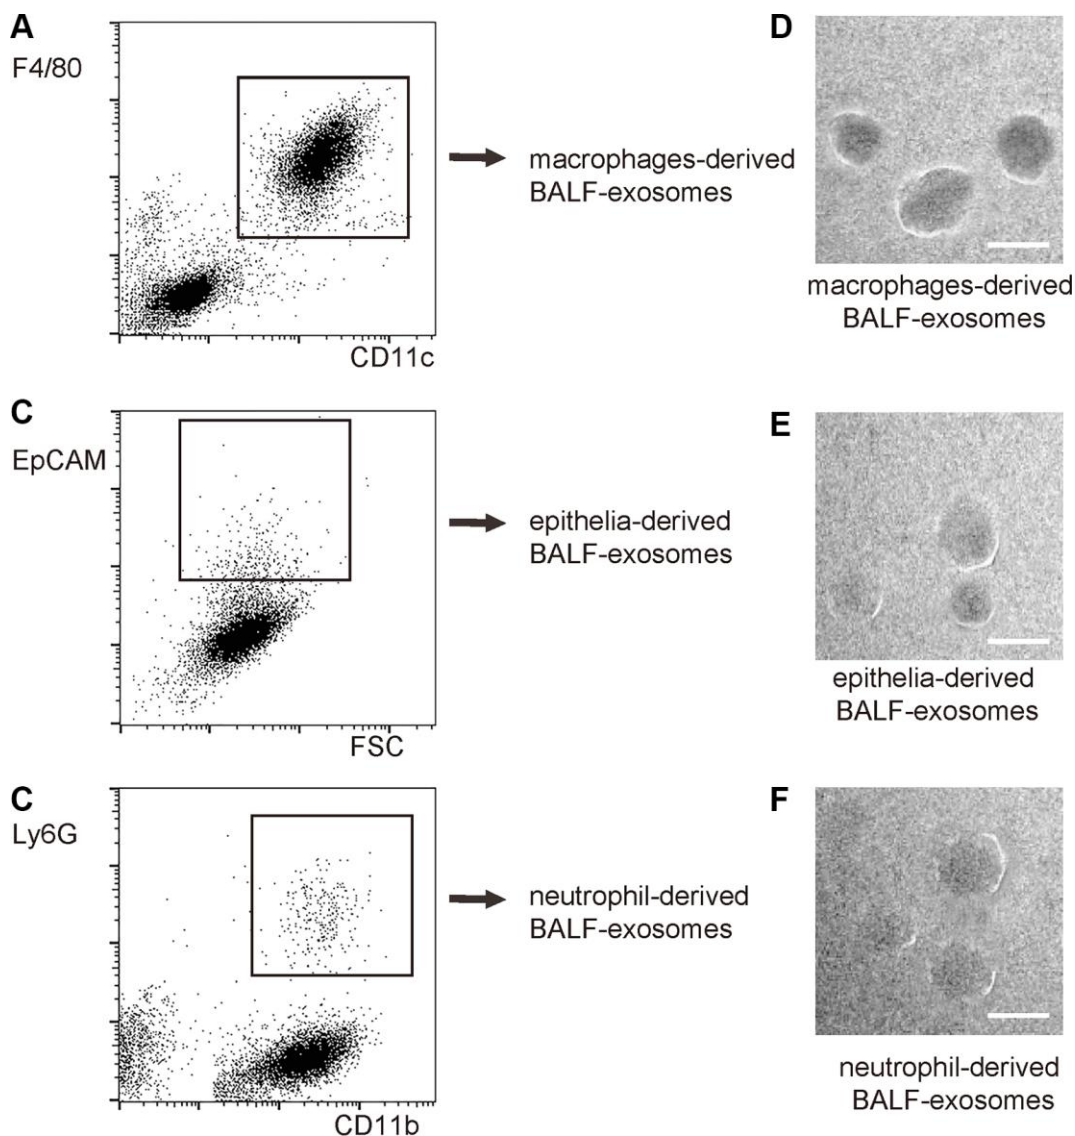 A
F4/80
CD11c
macrophages-derived
BALF-exosomes
D
macrophages-derived
BALF-exosomes
C
EpCAM
FSC
epithelia-derived
BALF-exosomes
E
epithelia-derived
BALF-exosomes
C
Ly6G
CD11b
neutrophil-derived
BALF-exosomes
F
neutrophil-derived
BALF-exosomes